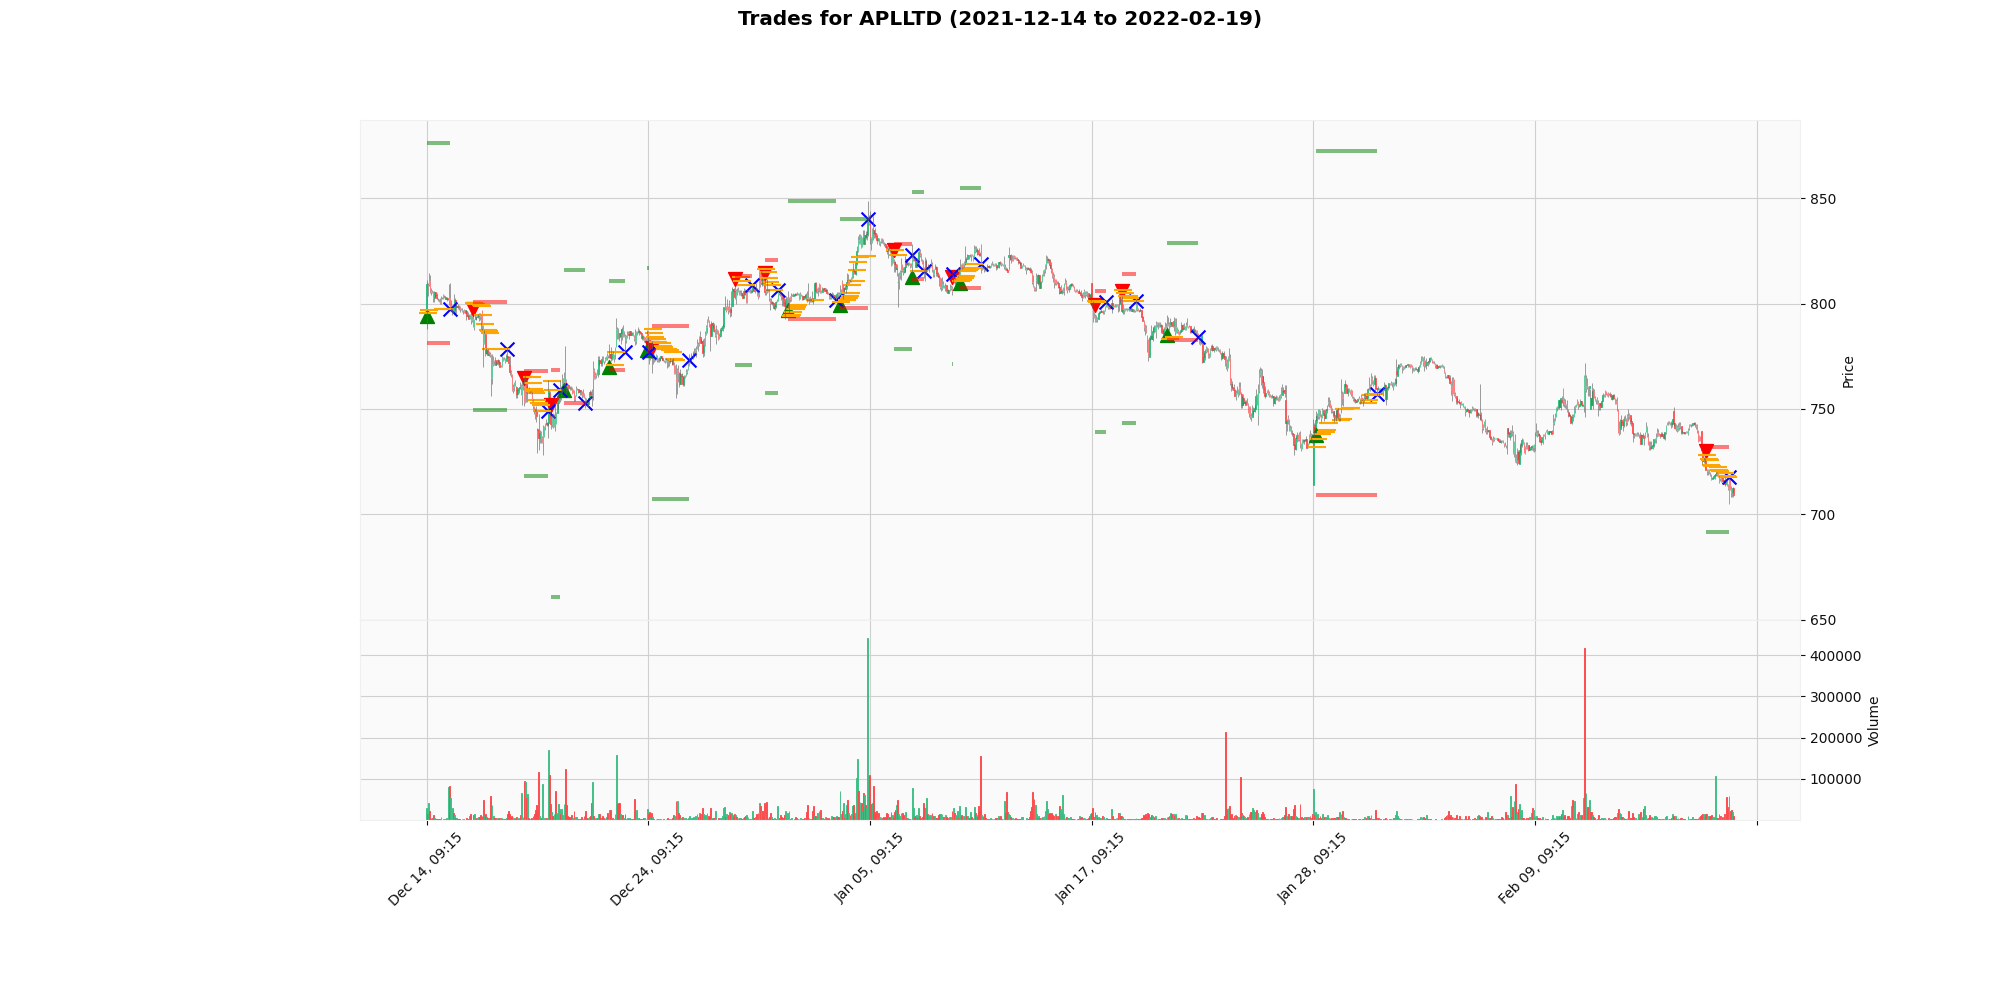 Trades for APLLTD (2021-12-14 to 2022-02-19)
850
800
750
700
650
Price
400000
300000
200000
100000
Volume
Dec 14, 09:15
Dec 24, 09:15
Jan 05, 09:15
Jan 17, 09:15
Jan 28, 09:15
Feb 09, 09:15